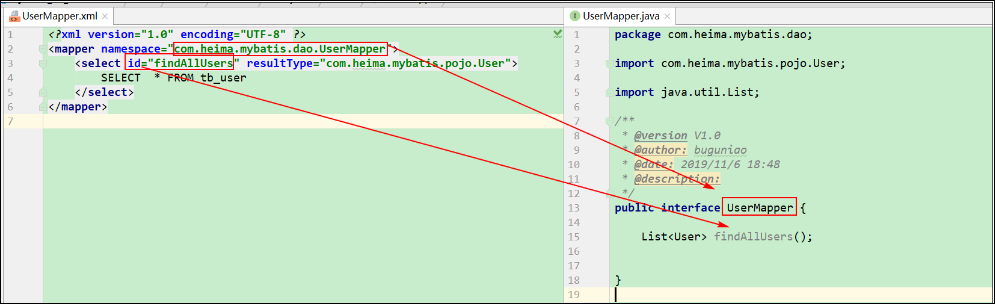 UserMapper.xml ×
1 <?xml version="1.0" encoding="UTF-8" ?>
2 <mapper namespace="com.heima.mybatis.dao.UserMapper">
3 <select id="findAllUsers" resultType="com.heima.mybatis.pojo.User">
4 SELECT * FROM tb_user
5 </select>
6 </mapper>
7
UserMapper.java ×
1 package com.heima.mybatis.dao;
2
3 import com.heima.mybatis.pojo.User;
4
5 import java.util.List;
6
7 /**
8 * @version V1.0
9 * @author: buguniao
10 * @date: 2019/11/6 18:48
11 * @description:
12 */
13 public interface UserMapper {
14
15 List<User> findAllUsers();
16
17
18 }
19